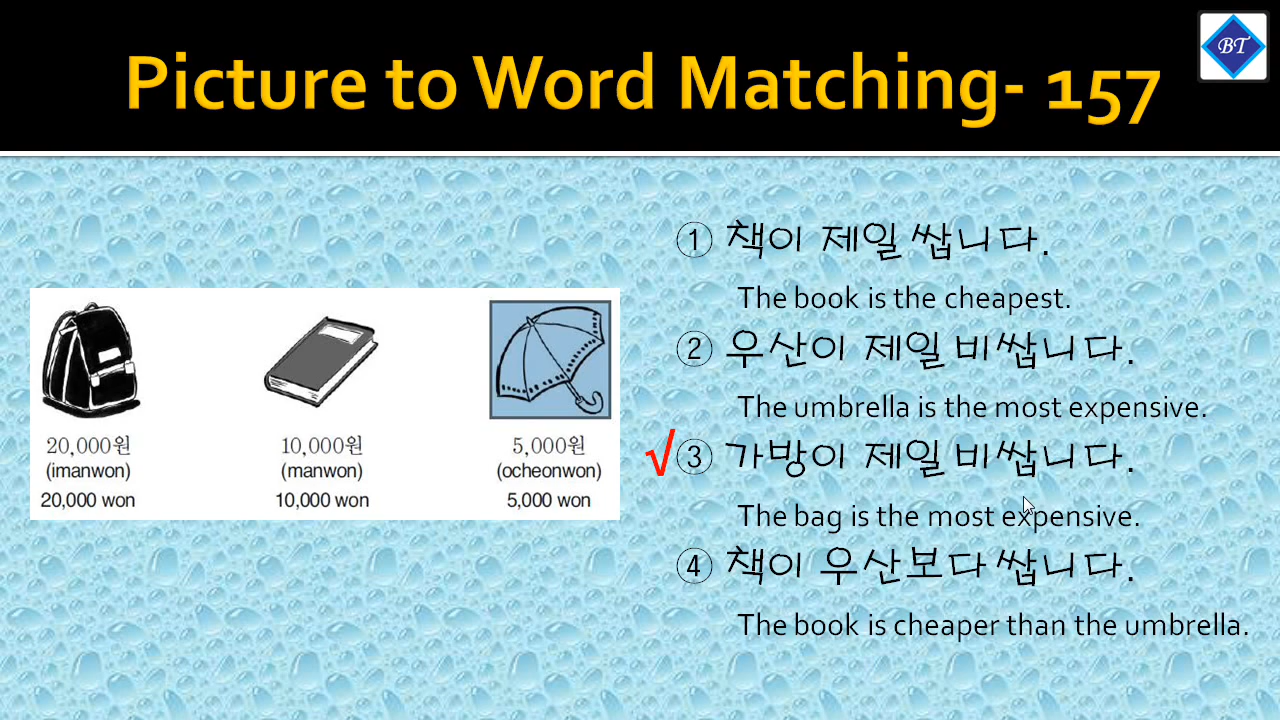 Picture to Word Matching- 157
BT
① 책이 제일 쌉니다.
The book is the cheapest.
② 우산이 제일 비쌉니다.
The umbrella is the most expensive.
√③ 가방이 제일 비쌉니다.
The bag is the most expensive.
④ 책이 우산보다 쌉니다.
The book is cheaper than the umbrella.
20,000원 10,000원 5,000원
(imanwon) (manwon) (ocheonwon)
20,000 won 10,000 won 5,000 won